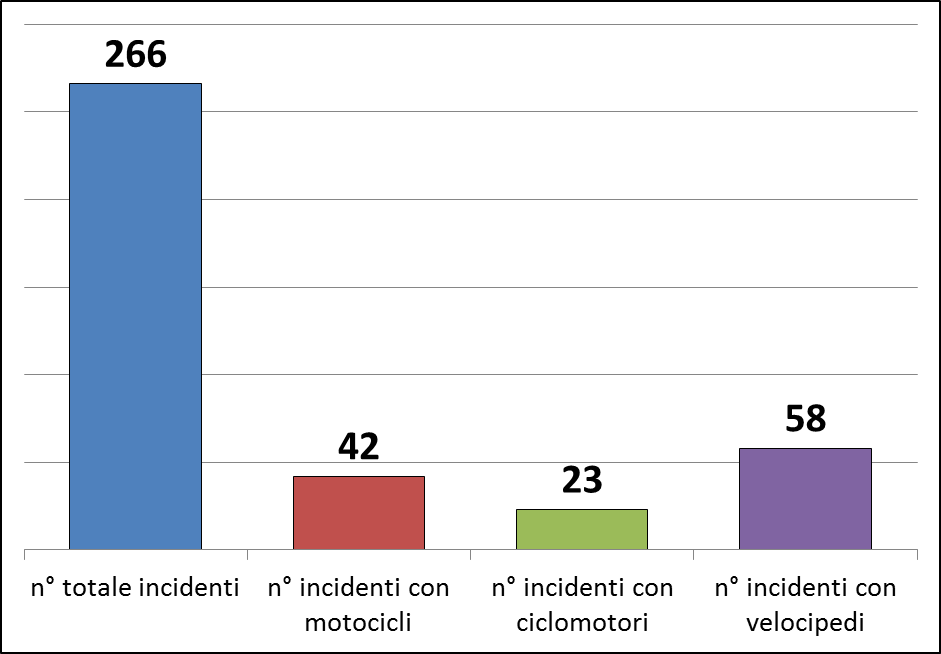 266
42
23
58
n° totale incidenti
n° incidenti con
motocicli
n° incidenti con
ciclomotori
n° incidenti con
velocipedi